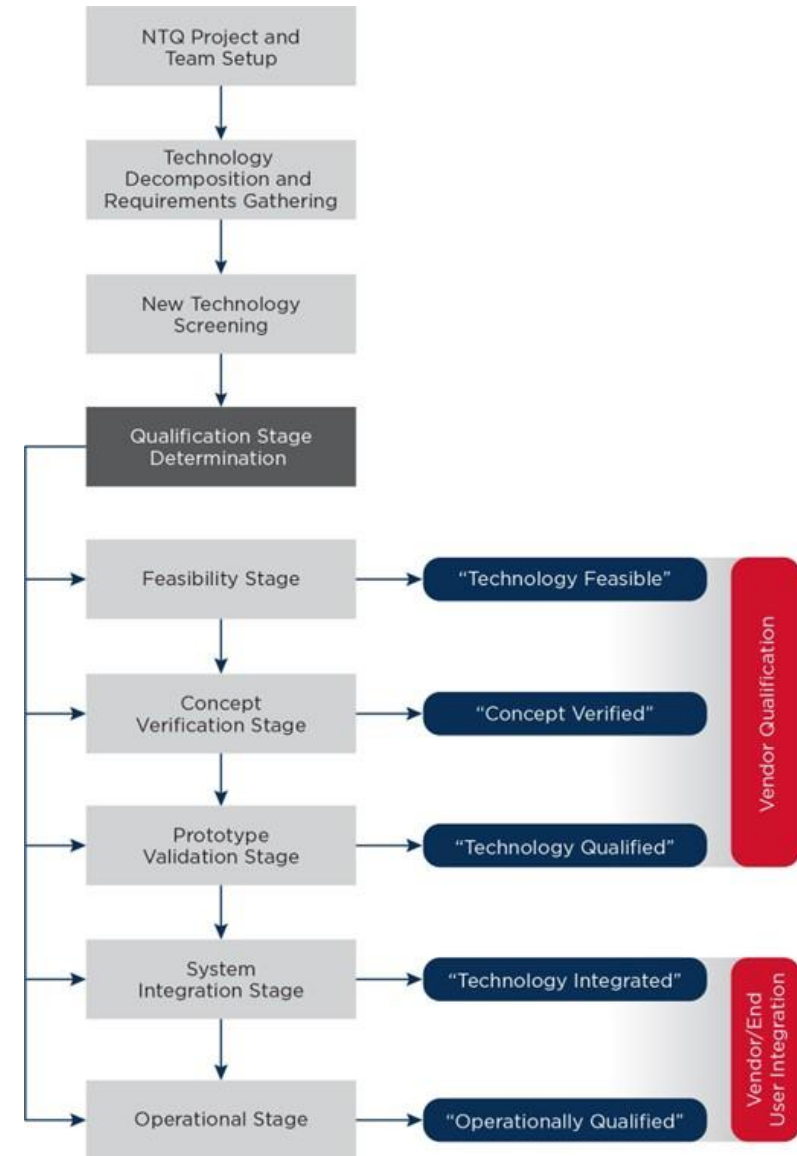 NTQ Project and
Team Setup
Technology
Decomposition and
Requirements Gathering
New Technology
Screening
Qualification Stage
Determination
Feasibility Stage
“Technology Feasible”
Concept
Verification Stage
“Concept Verified”
Prototype
Validation Stage
“Technology Qualified”
Vendor Qualification
System
Integration Stage
“Technology Integrated”
Operational Stage
“Operationally Qualified”
Vendor/End
User Integration